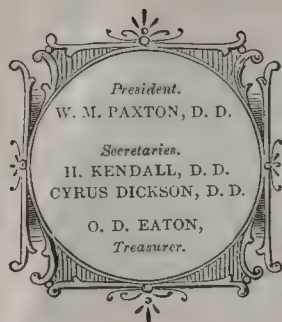 President.
W. M. PAXTON, D. D.
Secretaries.
H. KENDALL, D. D.
CYRUS DICKSON, D. D.
O. D. EATON,
Treasurer.